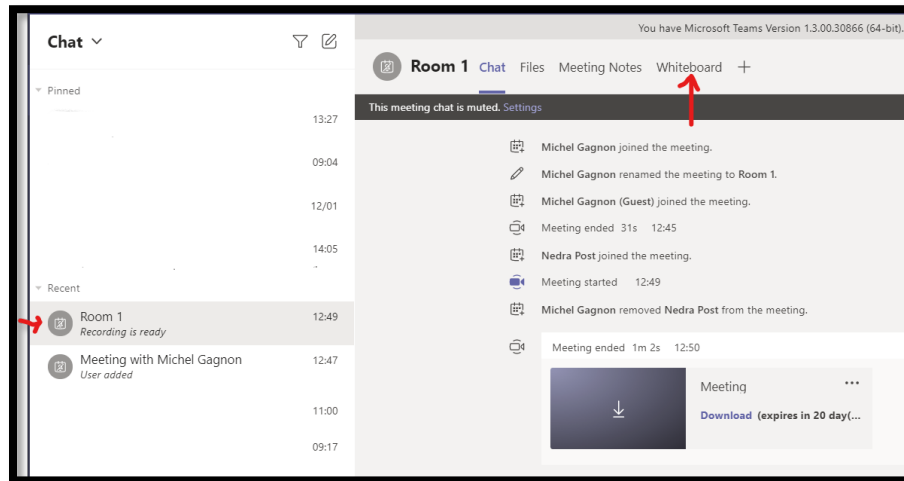 You have Microsoft Teams Version 1.3.00.30866 (64-bit).
Chat
Room 1 Chat Files Meeting Notes Whiteboard
Pinned
This meeting chat is muted. Settings
13:27
09:04
12/01
14:05
Recent
Room 1 12:49
Recording is ready
Meeting with Michel Gagnon 12:47
User added
11:00
09:17
Michel Gagnon joined the meeting.
Michel Gagnon renamed the meeting to Room 1.
Michel Gagnon (Guest) joined the meeting.
Meeting ended 31s 12:45
Nedra Post joined the meeting.
Meeting started 12:49
Michel Gagnon removed Nedra Post from the meeting.
Meeting ended 1m 2s 12:50
Meeting ...
Download (expires in 20 day(...